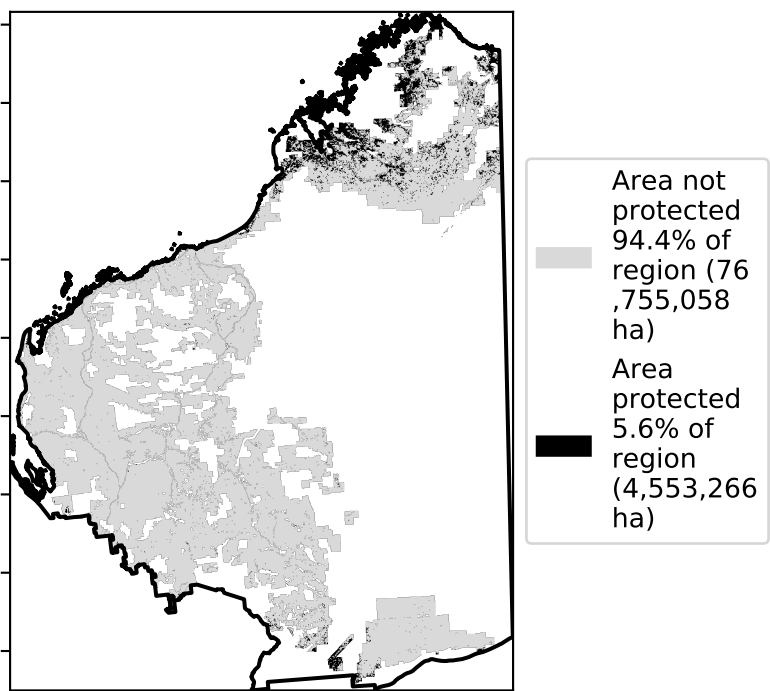 Area not
protected
94.4% of
region (76
,755,058
ha)
Area
protected
5.6% of
region
(4,553,266
ha)